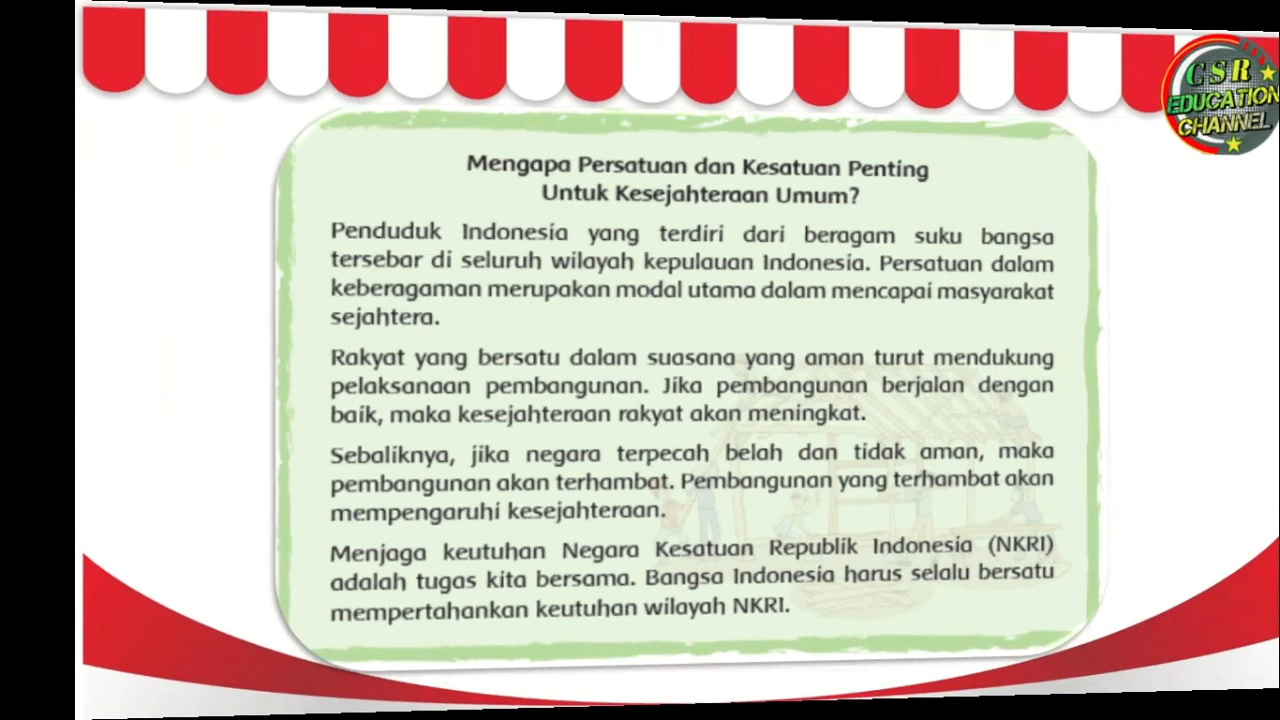 CSR
EDUCATION
CHANNEL
Mengapa Persatuan dan Kesatuan Penting
Untuk Kesejahteraan Umum?
Penduduk Indonesia yang terdiri dari beragam suku bangsa
tersebar di seluruh wilayah kepulauan Indonesia. Persatuan dalam
keberagaman merupakan modal utama dalam mencapai masyarakat
sejahtera.
Rakyat yang bersatu dalam suasana yang aman turut mendukung
pelaksanaan pembangunan. Jika pembangunan berjalan dengan
baik, maka kesejahteraan rakyat akan meningkat.
Sebaliknya, jika negara terpecah belah dan tidak aman, maka
pembangunan akan terhambat. Pembangunan yang terhambat akan
mempengaruhi kesejahteraan.
Menjaga keutuhan Negara Kesatuan Republik Indonesia (NKRI)
adalah tugas kita bersama. Bangsa Indonesia harus selalu bersatu
mempertahankan keutuhan wilayah NKRI.